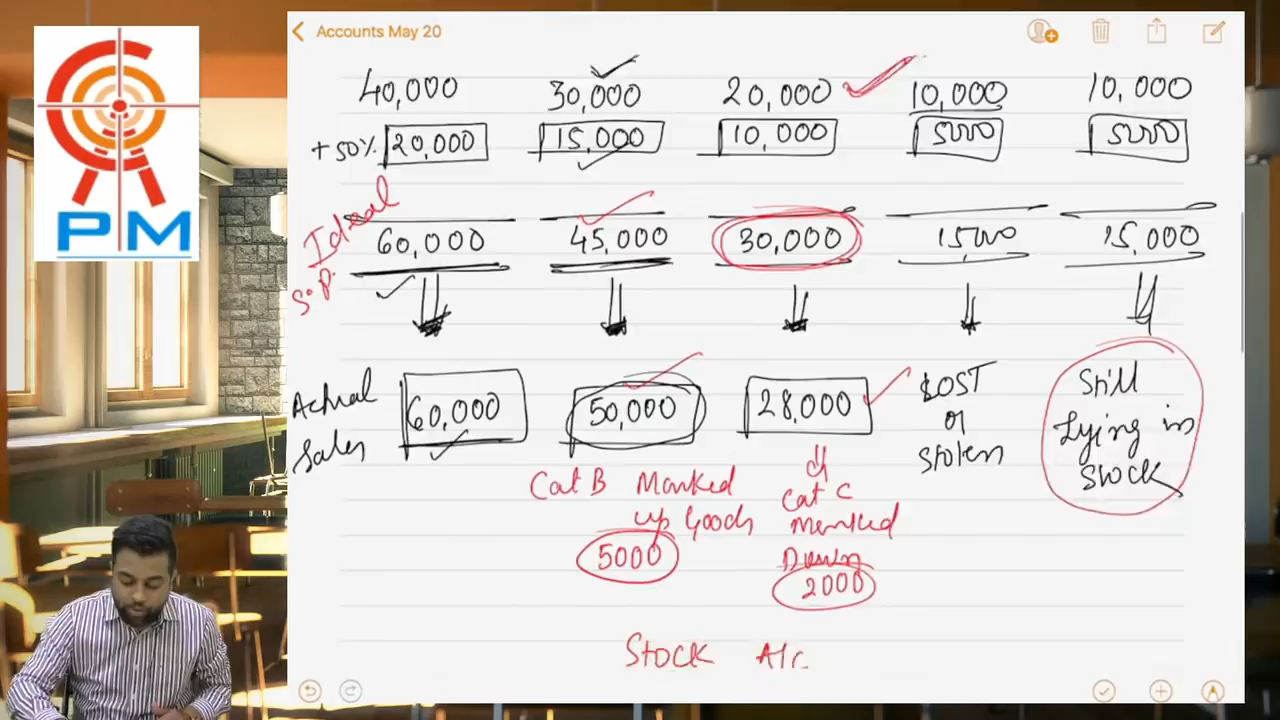 PM
Accounts May 20
40,000 30,000 20,000 10,000 10,000
+50% 20,000 15,000 10,000 5000 5000
Ideal S.P. 60,000 45,000 30,000 15000 15,000
Actual Sales 60,000 50,000 28,000
LOST
or
stolen
Still
Lying in
Stock
Cat B Marked
up Goods
5000
Cat C
Marked
Down
2000
Stock A/c